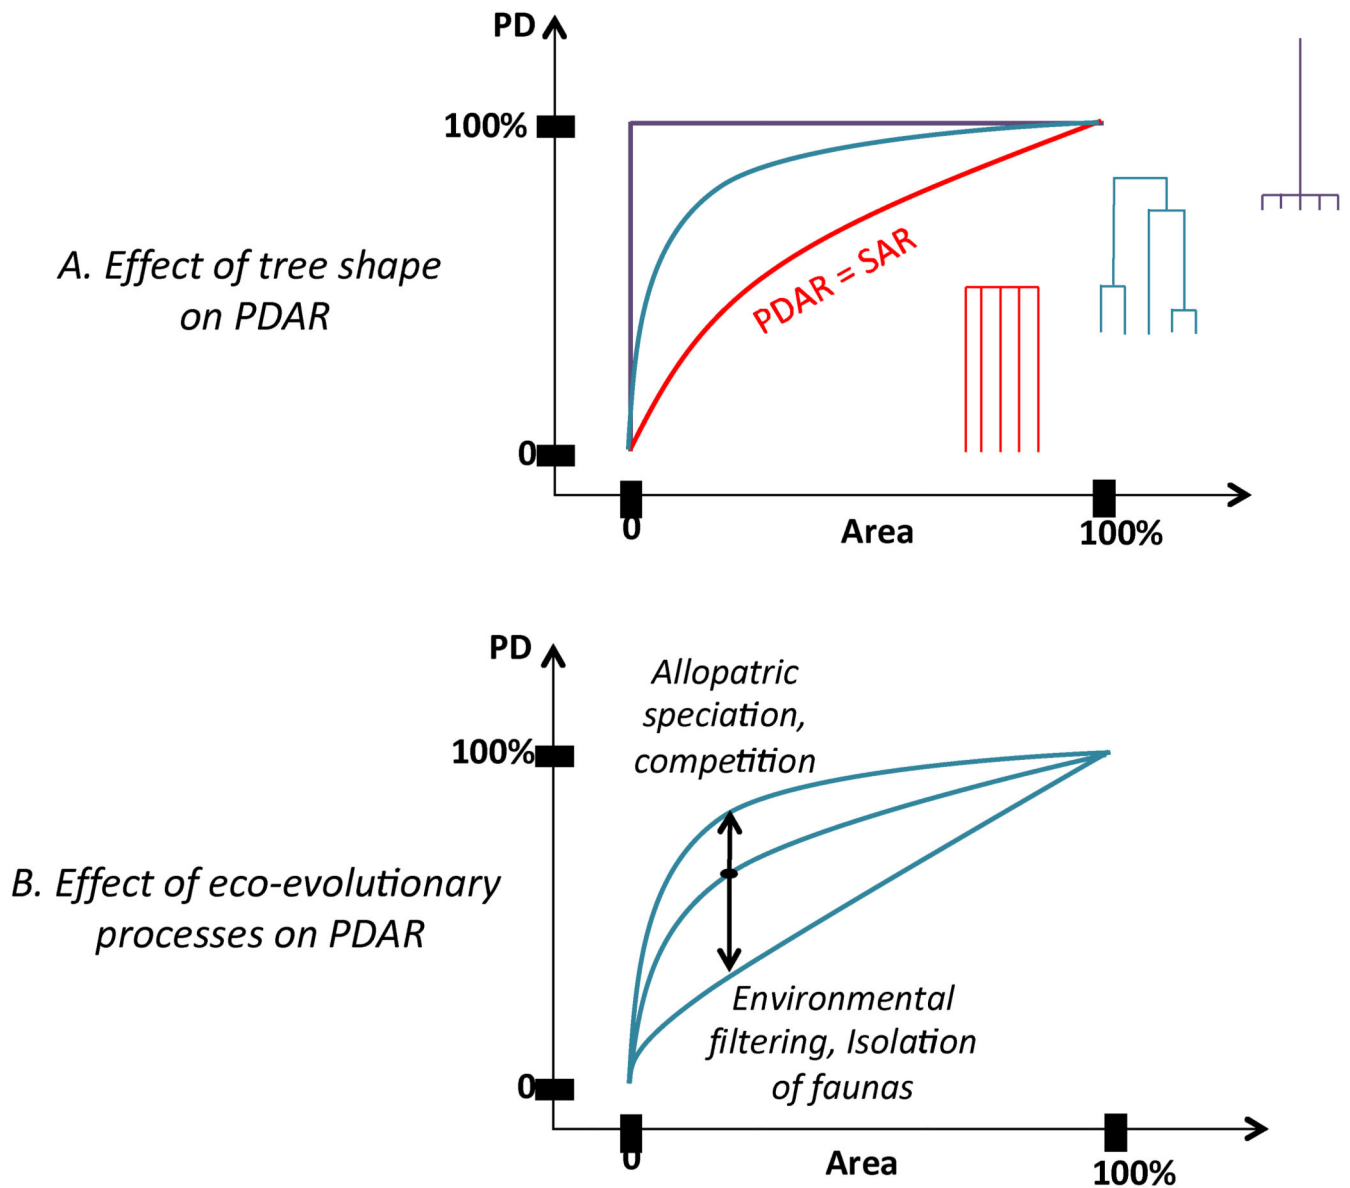 PD
100%
A. Effect of tree shape
on PDAR
PDAR = SAR
0
0
Area
100%
PD
Allopatric
speciation,
competition
100%
B. Effect of eco-evolutionary
processes on PDAR
Environmental
filtering, Isolation
of faunas
0
0
Area
100%